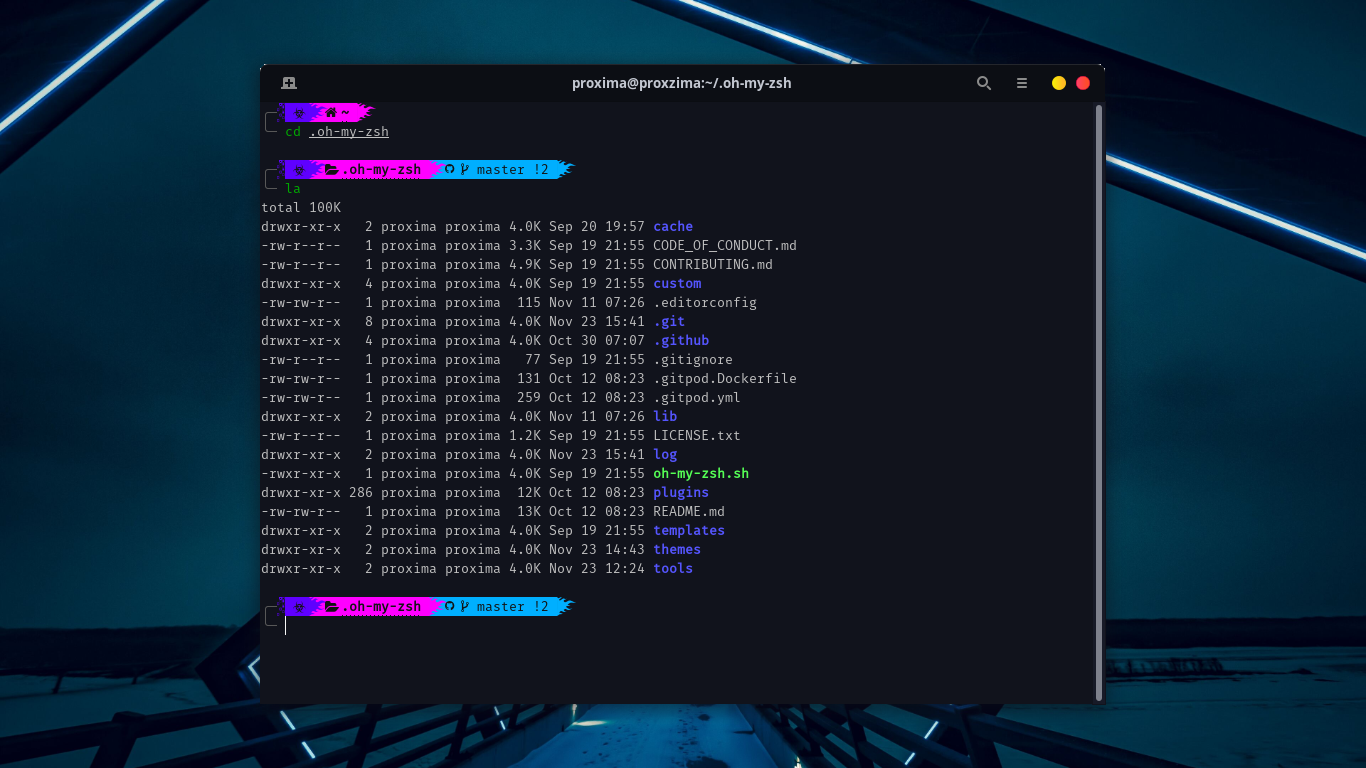 proxima@proxzima:~/.oh-my-zsh
~
cd .oh-my-zsh
.oh-my-zsh master !2
la
total 100K
drwxr-xr-x   2 proxima proxima 4.0K Sep 20 19:57 cache
-rw-r--r--   1 proxima proxima 3.3K Sep 19 21:55 CODE_OF_CONDUCT.md
-rw-r--r--   1 proxima proxima 4.9K Sep 19 21:55 CONTRIBUTING.md
drwxr-xr-x   4 proxima proxima 4.0K Sep 19 21:55 custom
-rw-rw-r--   1 proxima proxima  115 Nov 11 07:26 .editorconfig
drwxr-xr-x   8 proxima proxima 4.0K Nov 23 15:41 .git
drwxr-xr-x   4 proxima proxima 4.0K Oct 30 07:07 .github
-rw-r--r--   1 proxima proxima   77 Sep 19 21:55 .gitignore
-rw-rw-r--   1 proxima proxima  131 Oct 12 08:23 .gitpod.Dockerfile
-rw-rw-r--   1 proxima proxima  259 Oct 12 08:23 .gitpod.yml
drwxr-xr-x   2 proxima proxima 4.0K Nov 11 07:26 lib
-rw-r--r--   1 proxima proxima 1.2K Sep 19 21:55 LICENSE.txt
drwxr-xr-x   2 proxima proxima 4.0K Nov 23 15:41 log
-rwxr-xr-x   1 proxima proxima 4.0K Sep 19 21:55 oh-my-zsh.sh
drwxr-xr-x 286 proxima proxima  12K Oct 12 08:23 plugins
-rw-rw-r--   1 proxima proxima  13K Oct 12 08:23 README.md
drwxr-xr-x   2 proxima proxima 4.0K Sep 19 21:55 templates
drwxr-xr-x   2 proxima proxima 4.0K Nov 23 14:43 themes
drwxr-xr-x   2 proxima proxima 4.0K Nov 23 12:24 tools
.oh-my-zsh master !2